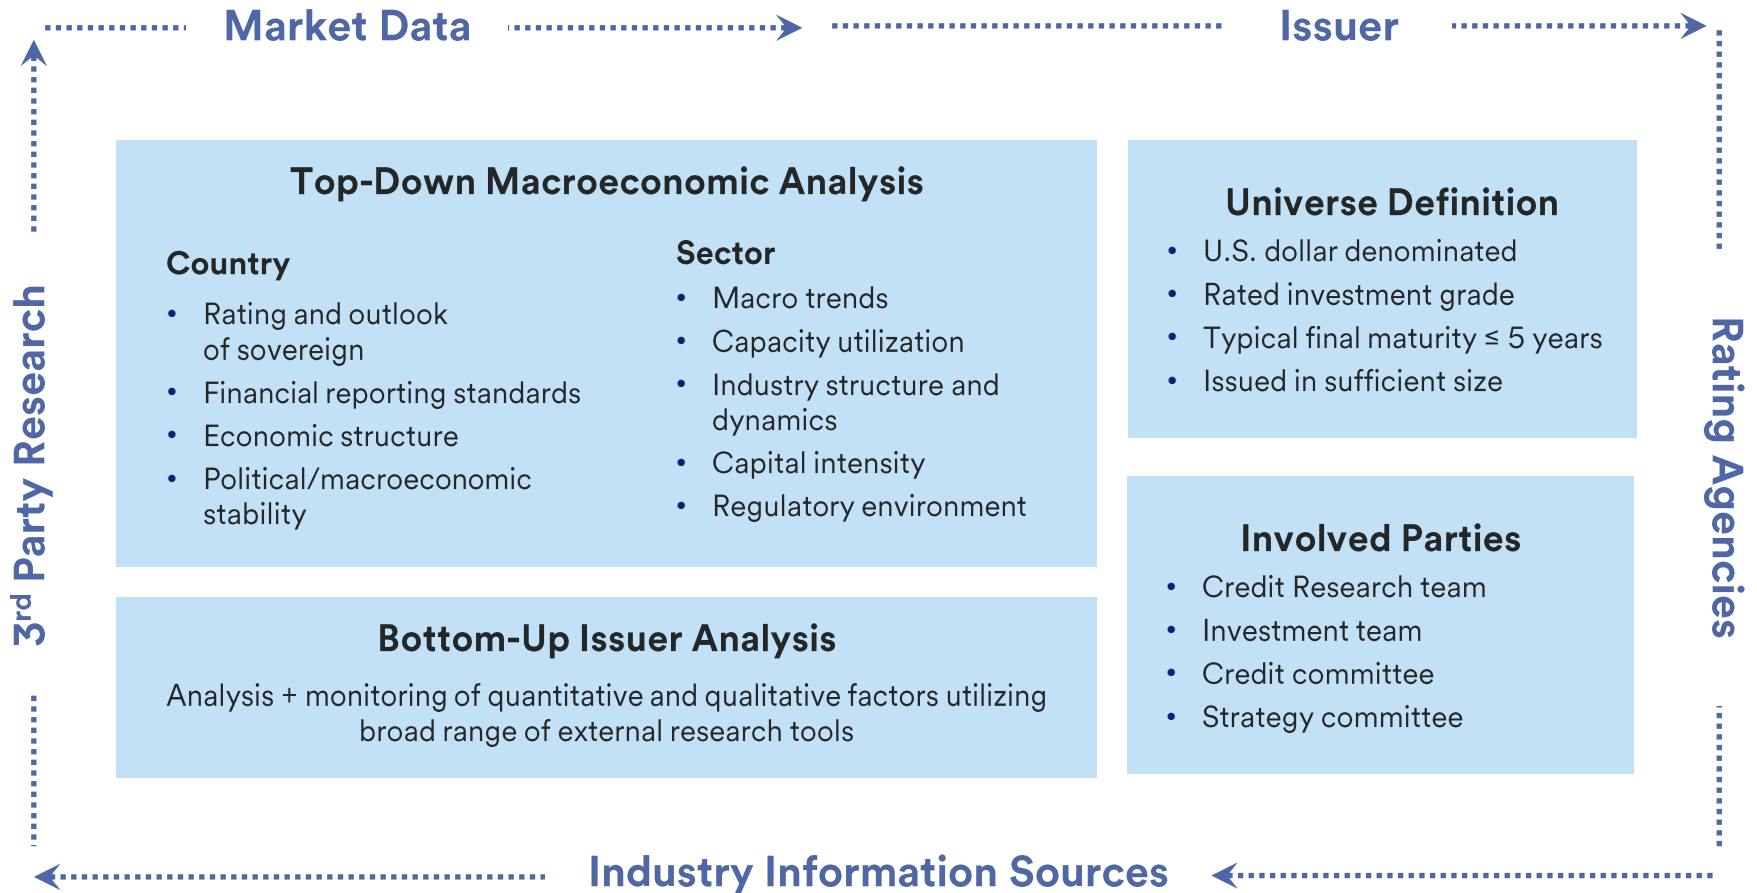 Market Data
Issuer
3rd Party Research
Rating Agencies
Top-Down Macroeconomic Analysis
Country
• Rating and outlook
of sovereign
• Financial reporting standards
• Economic structure
• Political/macroeconomic
stability
Sector
• Macro trends
• Capacity utilization
• Industry structure and
dynamics
• Capital intensity
• Regulatory environment
Universe Definition
• U.S. dollar denominated
• Rated investment grade
• Typical final maturity ≤ 5 years
• Issued in sufficient size
Bottom-Up Issuer Analysis
Analysis + monitoring of quantitative and qualitative factors utilizing
broad range of external research tools
Involved Parties
• Credit Research team
• Investment team
• Credit committee
• Strategy committee
Industry Information Sources